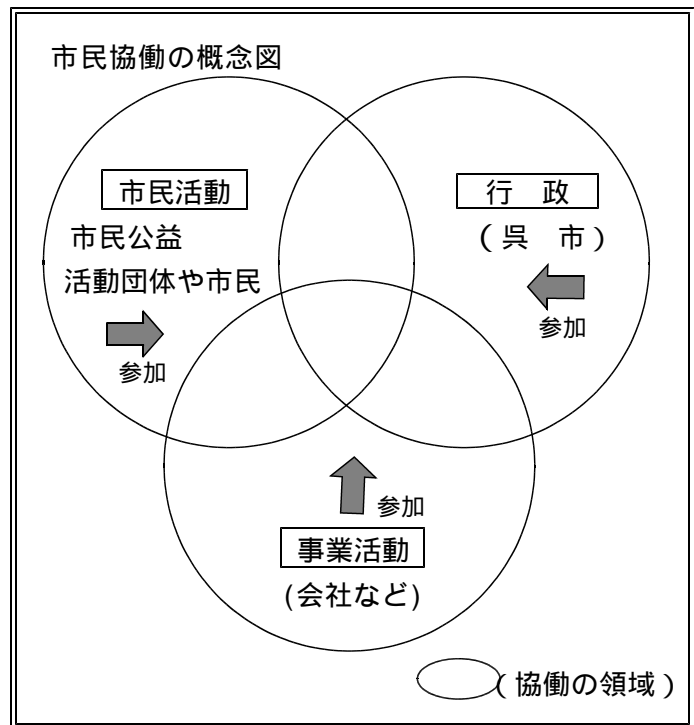 市民協働の概念図
市民活動
市民公益
活動団体や市民
参加
行　政
（ 呉　市 ）
参加
参加
事業活動
(会社など)
( 協働の領域 )